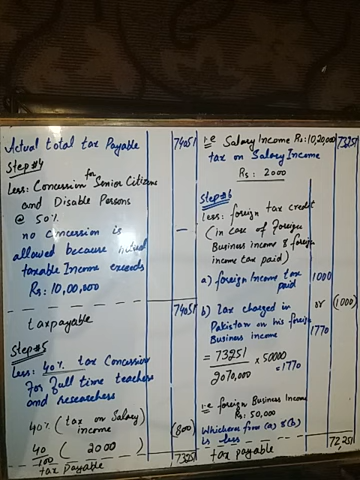 Actual total tax Payable 74051
Step#4
Less: Concession for Senior Citizens
and Disable Persons
@ 50%
no concession is —
allowed because
taxable Income exceeds
Rs: 10,00,000
74051
taxpayable
Step#5
Less: 40% tax Concession
For full time teachers
and researchers
40% (tax on Salary income (800)
40/100 ( 2000 )
tax Payable 73251
i.e Salary Income Rs: 10,20,000 73251
tax on Salary Income
Rs: 2000
Step#6
less: foreign tax credit
(in case of Foreign
Business income & foreign
income tax paid)
a) foreign Income tax 1000
paid
or (1000)
b) tax charged in
Pakistan on his foreign
Business income 1770
= 73251/2070,000 × 50000
=1770
i.e foreign Business Income
Rs: 50,000
Whichever from (a) & (b)
is less
tax payable 72,251